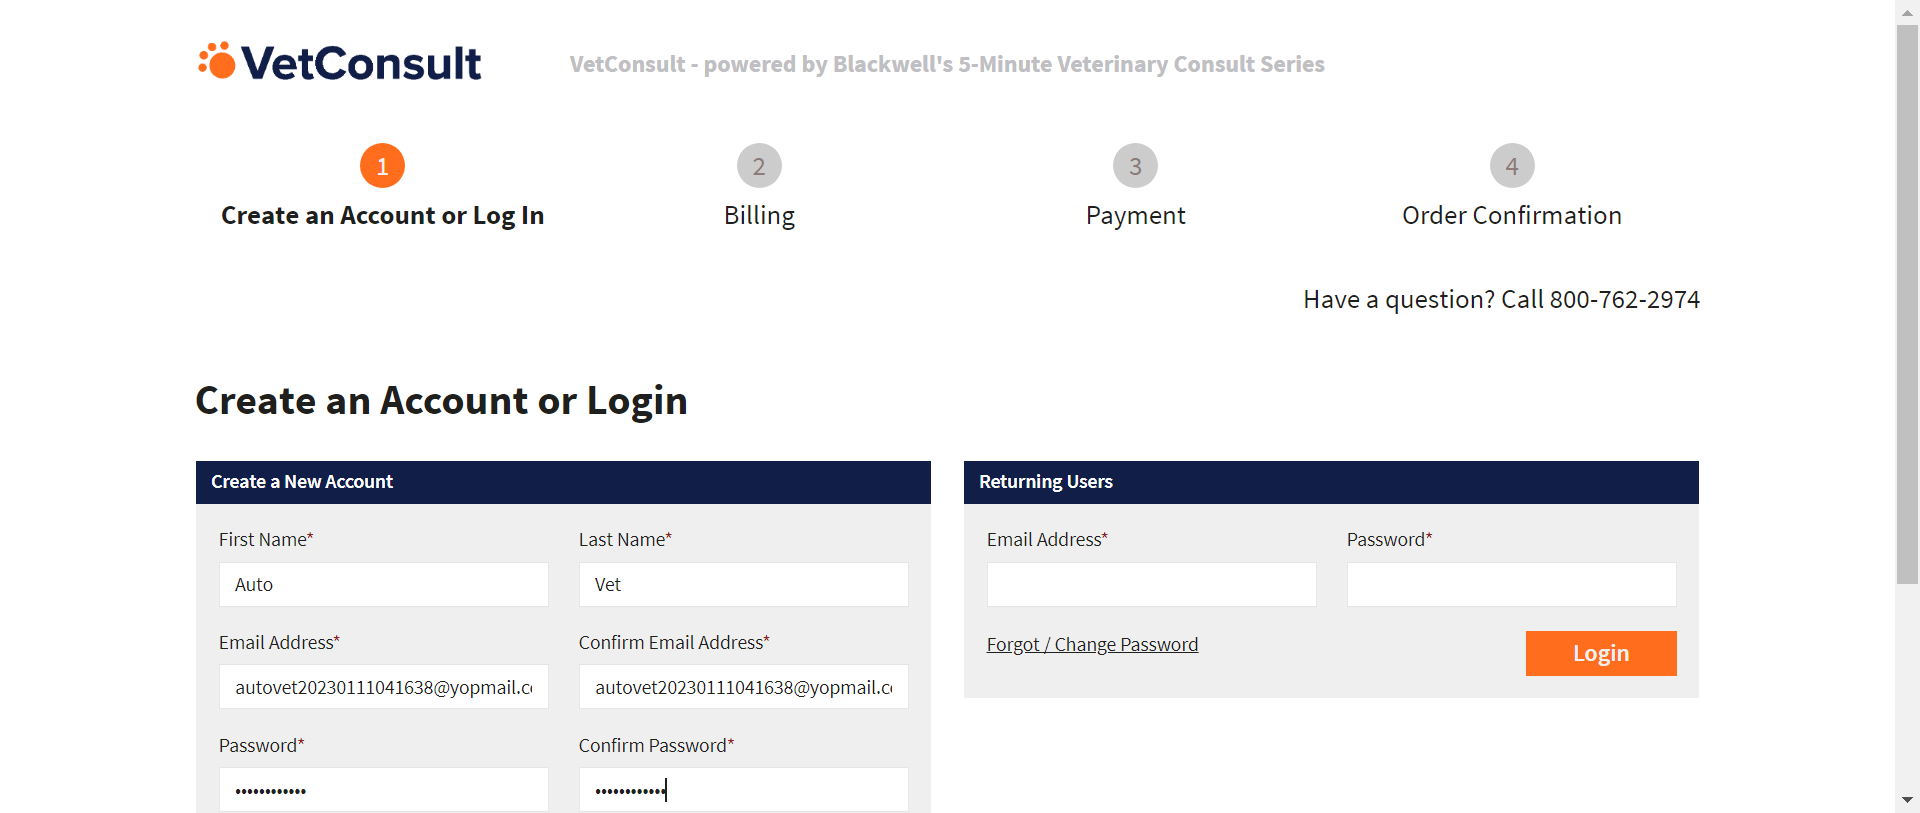 VetConsult
VetConsult - powered by Blackwell's 5-Minute Veterinary Consult Series
1
2
3
4
Create an Account or Log In
Billing
Payment
Order Confirmation
Have a question? Call 800-762-2974
Create an Account or Login
Create a New Account
First Name*
Last Name*
Auto
Vet
Email Address*
Confirm Email Address*
autovet20230111041638@yopmail.c
autovet20230111041638@yopmail.c
Password*
Confirm Password*
••••••••••••
••••••••••••
Returning Users
Email Address*
Password*
Forgot / Change Password
Login